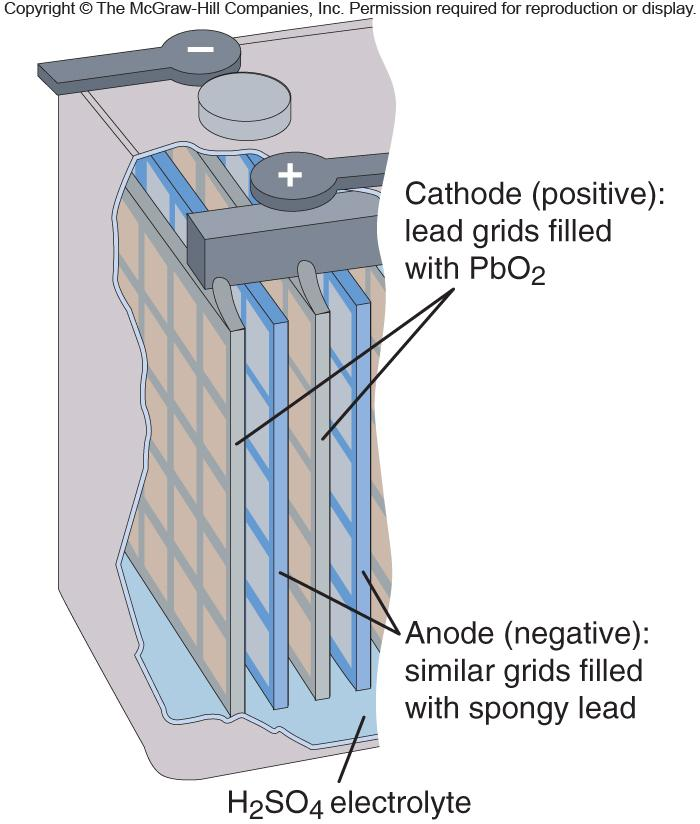 Copyright © The McGraw-Hill Companies, Inc. Permission required for reproduction or display.
−
+
Cathode (positive):
lead grids filled
with PbO₂
Anode (negative):
similar grids filled
with spongy lead
H₂SO₄ electrolyte